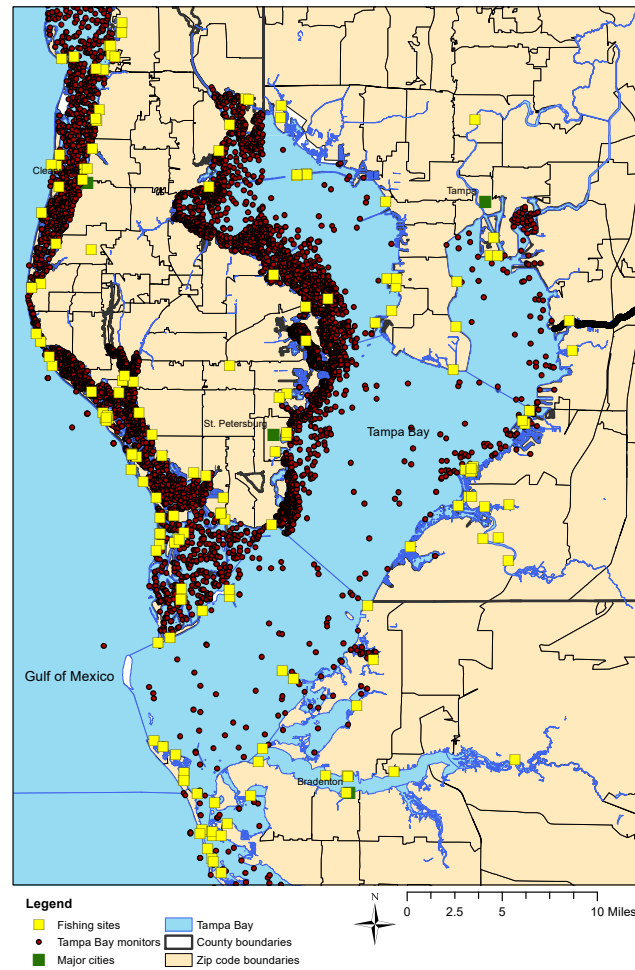 Clearwater
Tampa
St. Petersburg
Tampa Bay
Gulf of Mexico
Bradenton
Legend
Fishing sites
Tampa Bay monitors
Major cities
Tampa Bay
County boundaries
Zip code boundaries
N
0 2.5 5 10 Miles